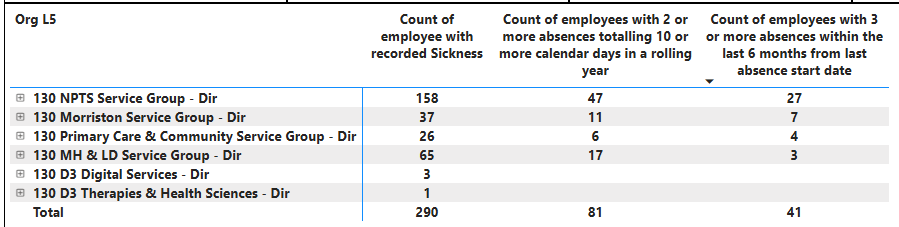 Org L5 Count of Count of employees with 2 or Count of employees with 3
employee with more absences totalling 10 or or more absences within the
recorded Sickness more calendar days in a rolling last 6 months from last
year absence start date
130 NPTS Service Group - Dir 158 47 27
130 Morriston Service Group - Dir 37 11 7
130 Primary Care & Community Service Group - Dir 26 6 4
130 MH & LD Service Group - Dir 65 17 3
130 D3 Digital Services - Dir 3
130 D3 Therapies & Health Sciences - Dir 1
Total 290 81 41